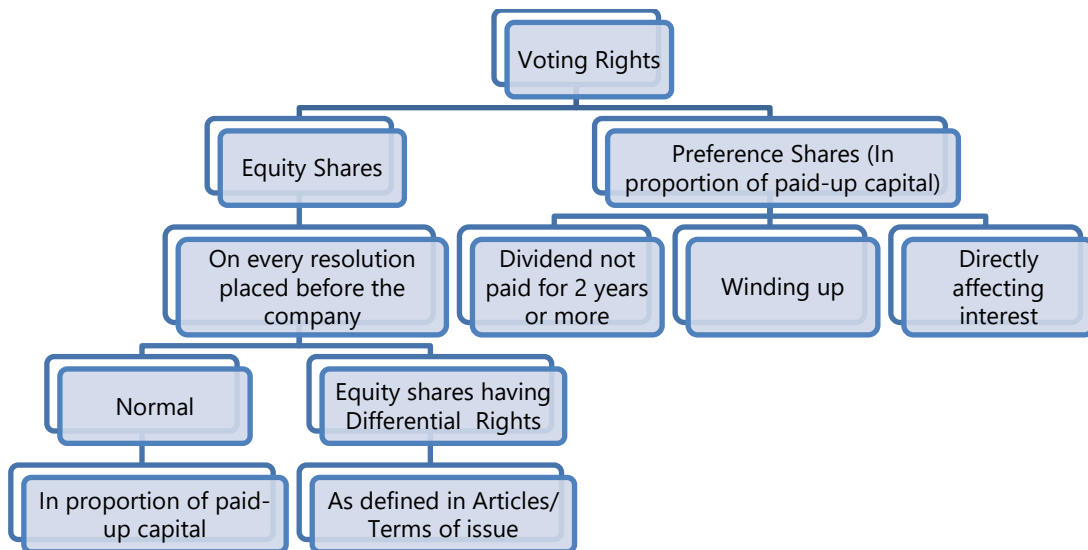 Voting Rights
Equity Shares
Preference Shares (In
proportion of paid-up capital)
On every resolution
placed before the
company
Dividend not
paid for 2 years
or more
Winding up
Directly
affecting
interest
Normal
Equity shares having
Differential Rights
In proportion of paid-
up capital
As defined in Articles/
Terms of issue